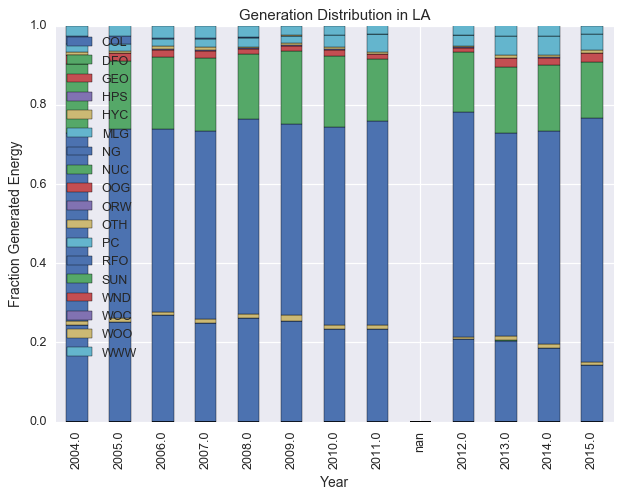 Generation Distribution in LA
1.0
0.8
0.6
0.4
0.2
0.0
Fraction Generated Energy
COL
DFO
GEO
HPS
HYC
MLG
NG
NUC
OOG
ORW
OTH
PC
RFO
SUN
WND
WOC
WOO
WWW
2004.0
2005.0
2006.0
2007.0
2008.0
2009.0
2010.0
2011.0
nan
2012.0
2013.0
2014.0
2015.0
Year